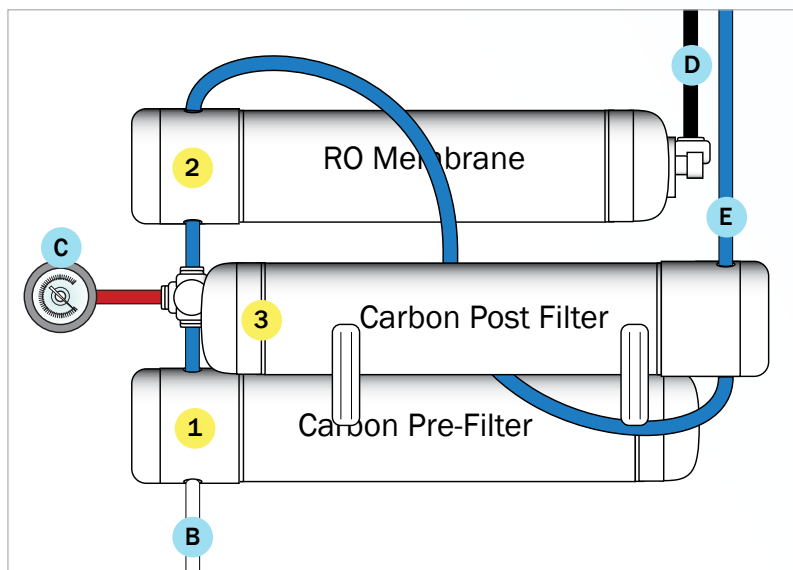 D
RO Membrane
2
E
C
3
Carbon Post Filter
1
Carbon Pre-Filter
B